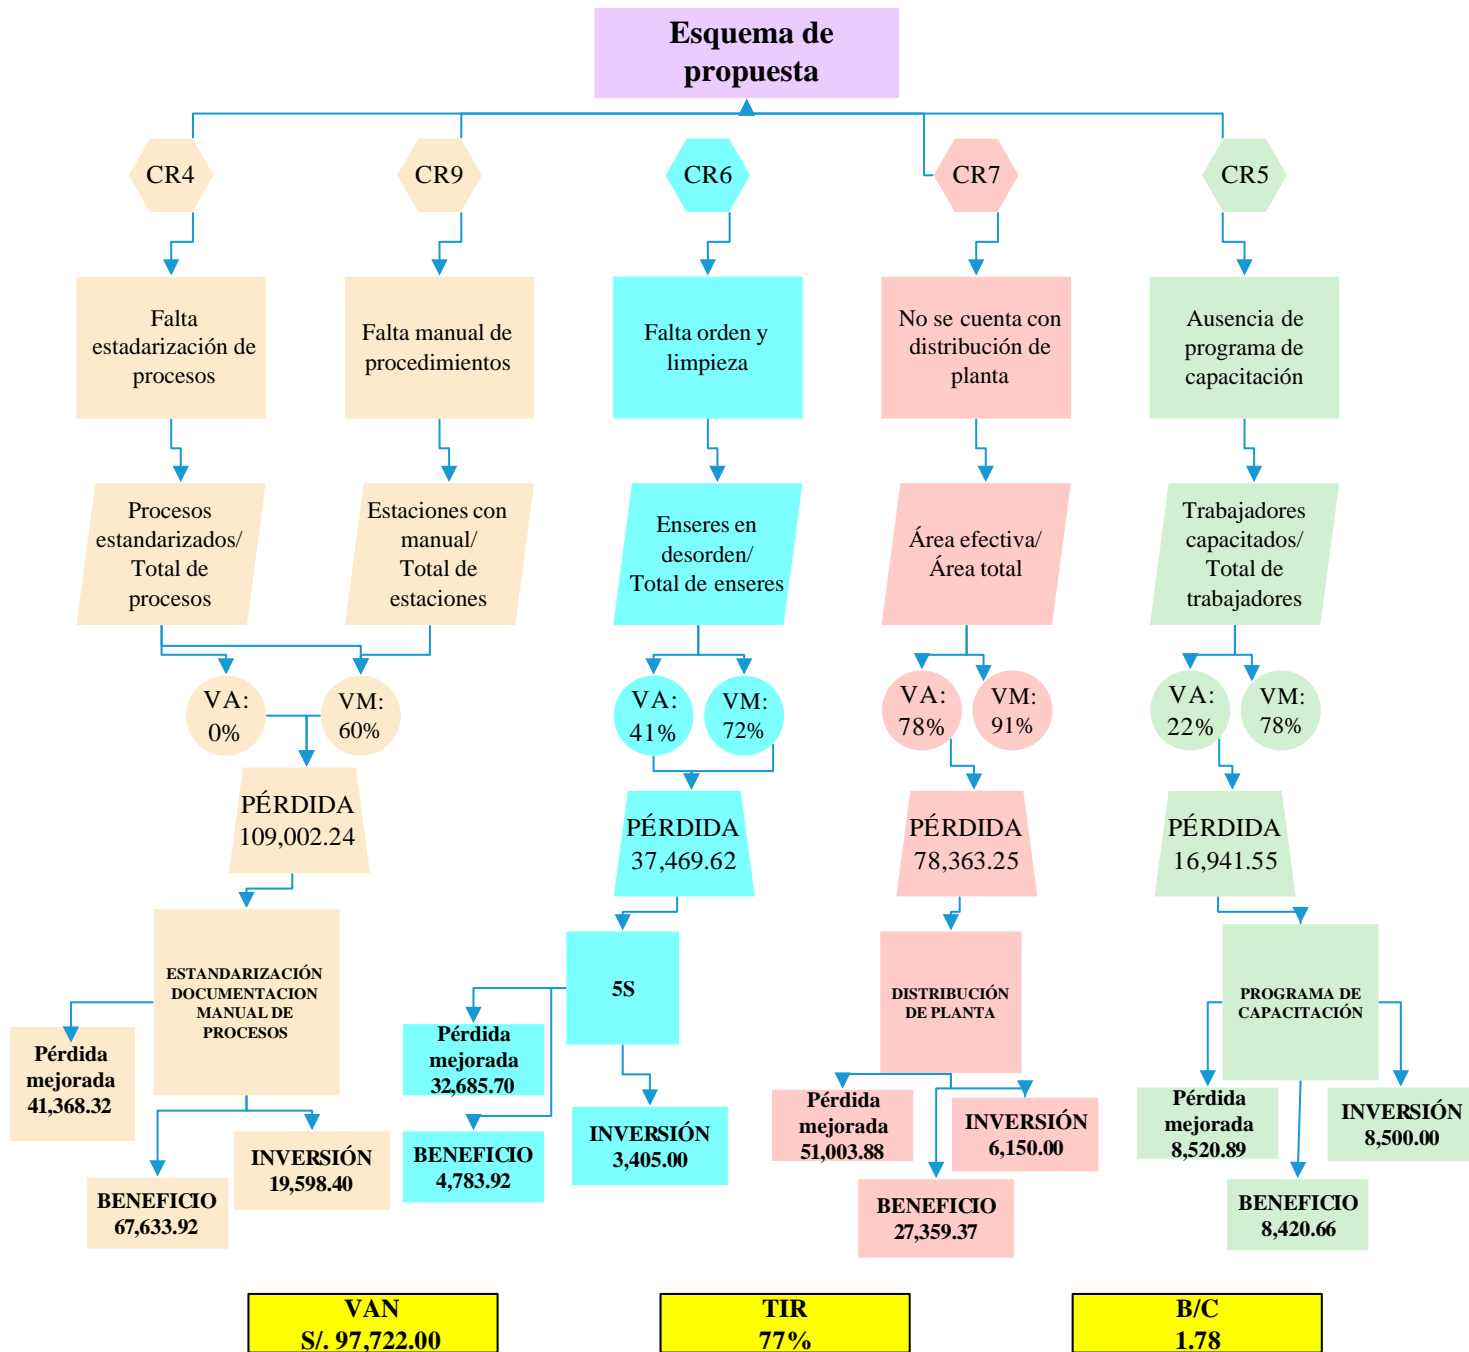 Esquema de
propuesta
CR4
CR9
CR6
CR7
CR5
Falta
estadarización de
procesos
Falta manual de
procedimientos
Falta orden y
limpieza
No se cuenta con
distribución de
planta
Ausencia de
programa de
capacitación
Procesos
estandarizados/
Total de
procesos
Estaciones con
manual/
Total de
estaciones
Enseres en
desorden/
Total de enseres
Área efectiva/
Área total
Trabajadores
capacitados/
Total de
trabajadores
VA:
0%
VM:
60%
VA:
41%
VM:
72%
VA:
78%
VM:
91%
VA:
22%
VM:
78%
PÉRDIDA
109,002.24
PÉRDIDA
37,469.62
PÉRDIDA
78,363.25
PÉRDIDA
16,941.55
ESTANDARIZACIÓN
DOCUMENTACION
MANUAL DE
PROCESOS
5S
DISTRIBUCIÓN
DE PLANTA
PROGRAMA DE
CAPACITACIÓN
Pérdida
mejorada
41,368.32
BENEFICIO
67,633.92
INVERSIÓN
19,598.40
Pérdida
mejorada
32,685.70
BENEFICIO
4,783.92
INVERSIÓN
3,405.00
Pérdida
mejorada
51,003.88
BENEFICIO
27,359.37
INVERSIÓN
6,150.00
Pérdida
mejorada
8,520.89
BENEFICIO
8,420.66
INVERSIÓN
8,500.00
VAN
S/. 97,722.00
TIR
77%
B/C
1.78